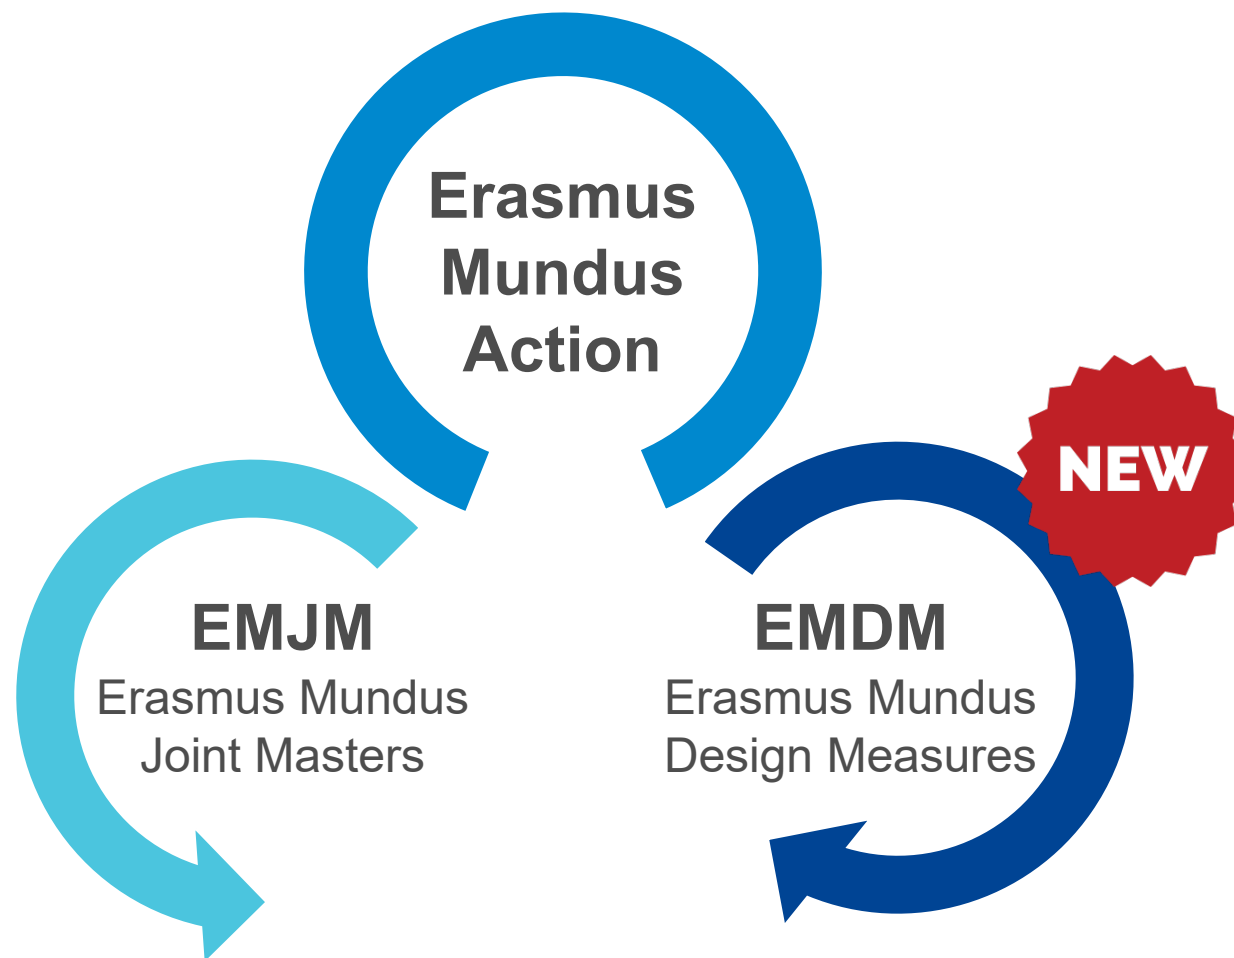 Erasmus
Mundus
Action
NEW
EMJM
Erasmus Mundus
Joint Masters
EMDM
Erasmus Mundus
Design Measures